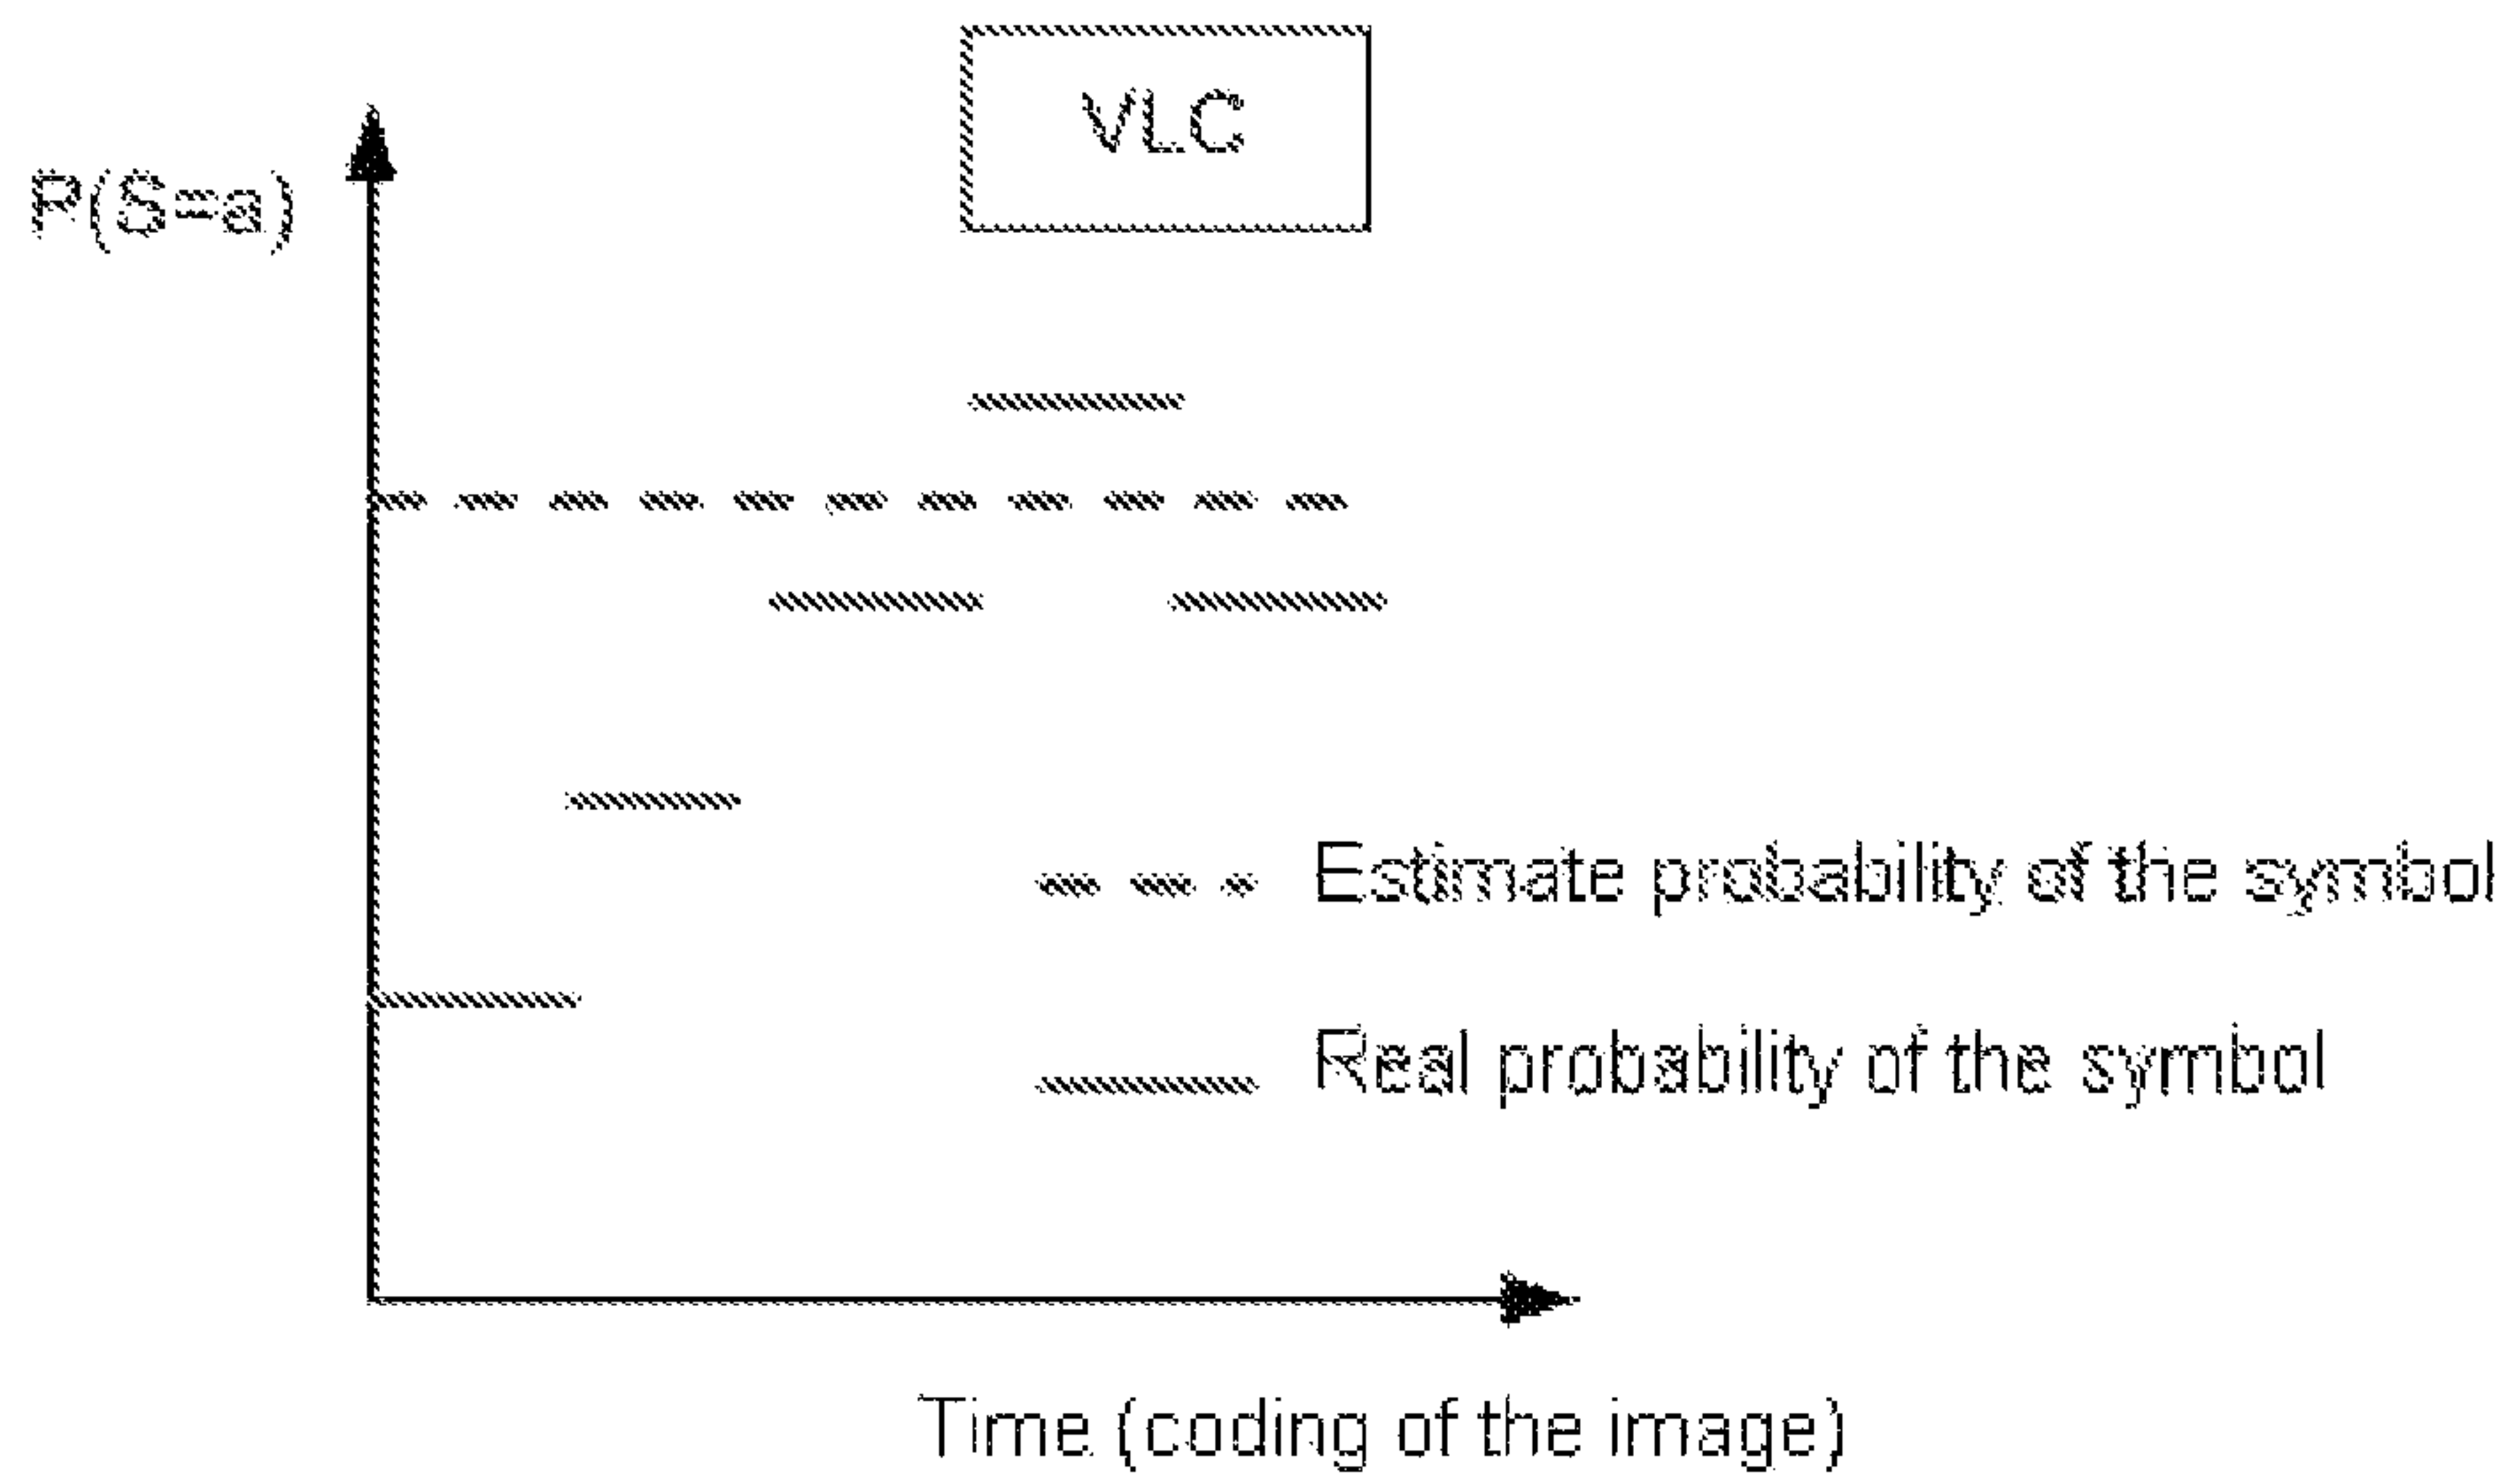 VLC
P(S=a)
Estimate probability of the symbol
Real probability of the symbol
Time (coding of the image)